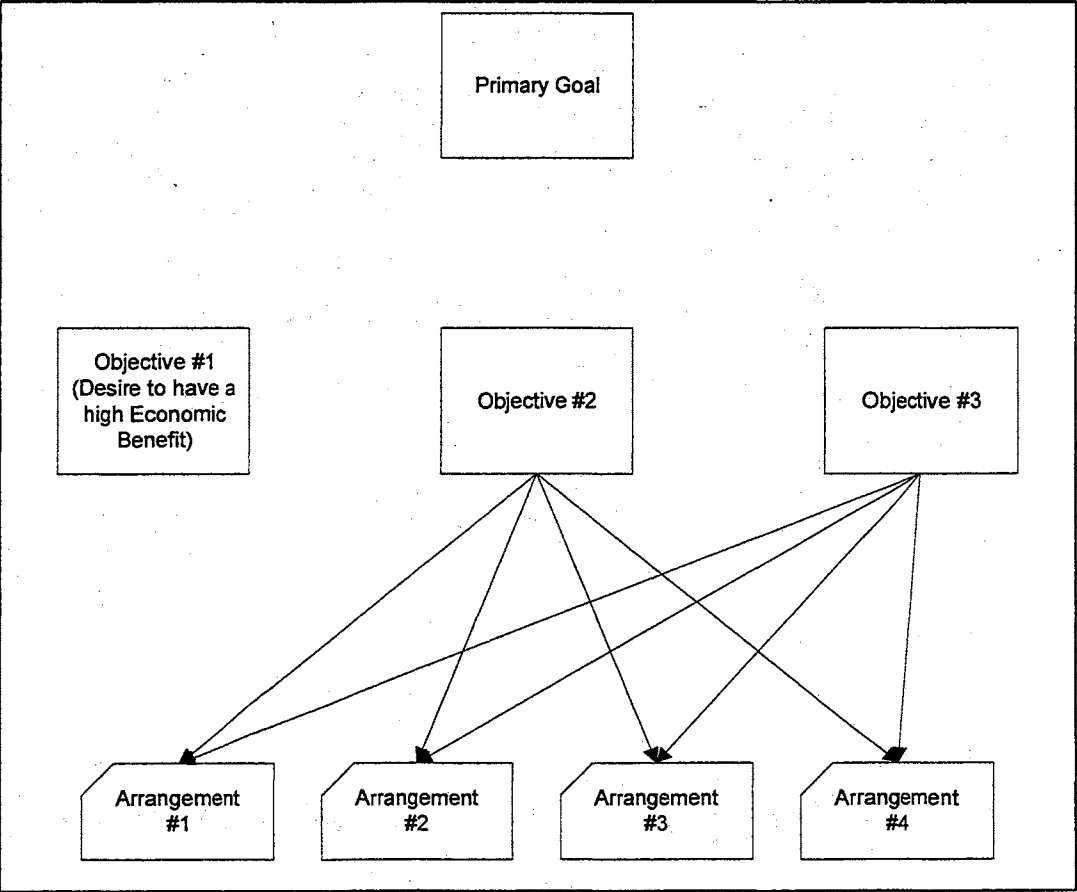 Primary Goal
Objective #1
(Desire to have a
high Economic
Benefit)
Objective #2
Objective #3
Arrangement
#1
Arrangement
#2
Arrangement
#3
Arrangement
#4